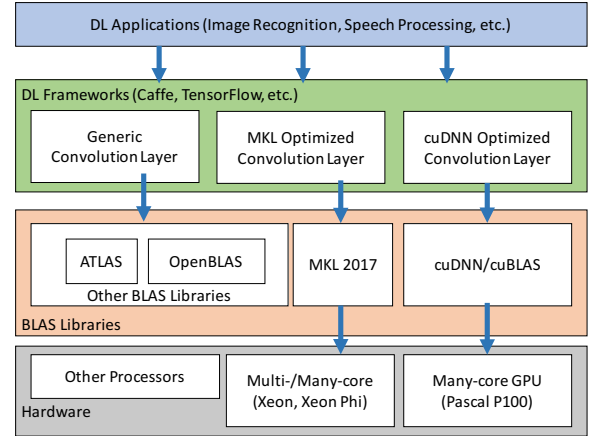 DL Applications (Image Recognition, Speech Processing, etc.)
DL Frameworks (Caffe, TensorFlow, etc.)
Generic
Convolution Layer
MKL Optimized
Convolution Layer
cuDNN Optimized
Convolution Layer
ATLAS
OpenBLAS
Other BLAS Libraries
MKL 2017
cuDNN/cuBLAS
BLAS Libraries
Other Processors
Multi-/Many-core
(Xeon, Xeon Phi)
Many-core GPU
(Pascal P100)
Hardware